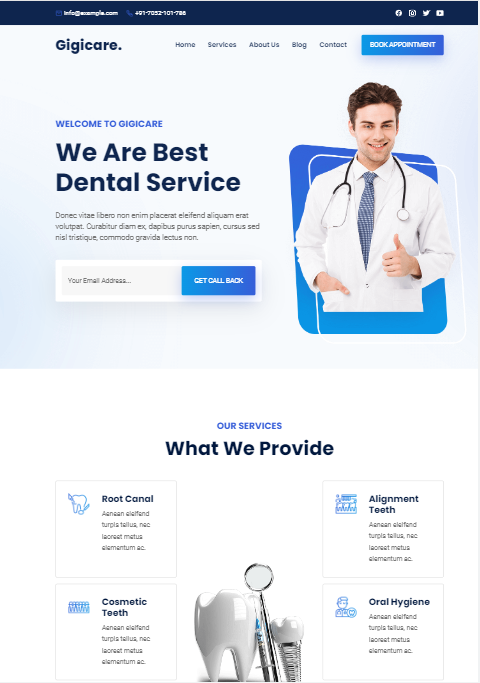 info@example.com +91-7052-101-786
Gigicare.
Home Services About Us Blog Contact BOOK APPOINTMENT
WELCOME TO GIGICARE
We Are Best
Dental Service
Donec vitae libero non enim placerat eleifend aliquam erat
volutpat. Curabitur diam ex, dapibus purus sapien, cursus sed
nisl tristique, commodo gravida lectus non.
Your Email Address... GET CALL BACK
OUR SERVICES
What We Provide
Root Canal
Aenean eleifend
turpis tellus, nec
laoreet metus
elementum ac.
Alignment
Teeth
Aenean eleifend
turpis tellus, nec
laoreet metus
elementum ac.
Cosmetic
Teeth
Aenean eleifend
turpis tellus, nec
laoreet metus
elementum ac.
Oral Hygiene
Aenean eleifend
turpis tellus, nec
laoreet metus
elementum ac.